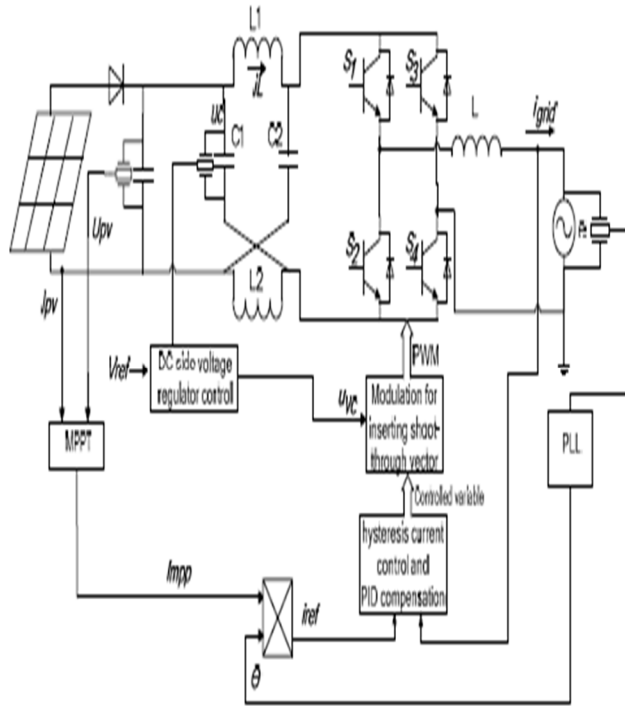 L1
iL
S1
S3
uc
C1
C2
L
igrid
Upv
S2
S4
L2
Ipv
Vref
DC side voltage
regulator control
PWM
uvc
Modulation for
inserting shoot-
through vector
MPPT
PLL
Controlled variable
hysteresis current
control and
PID compensation
Impp
iref
Θ